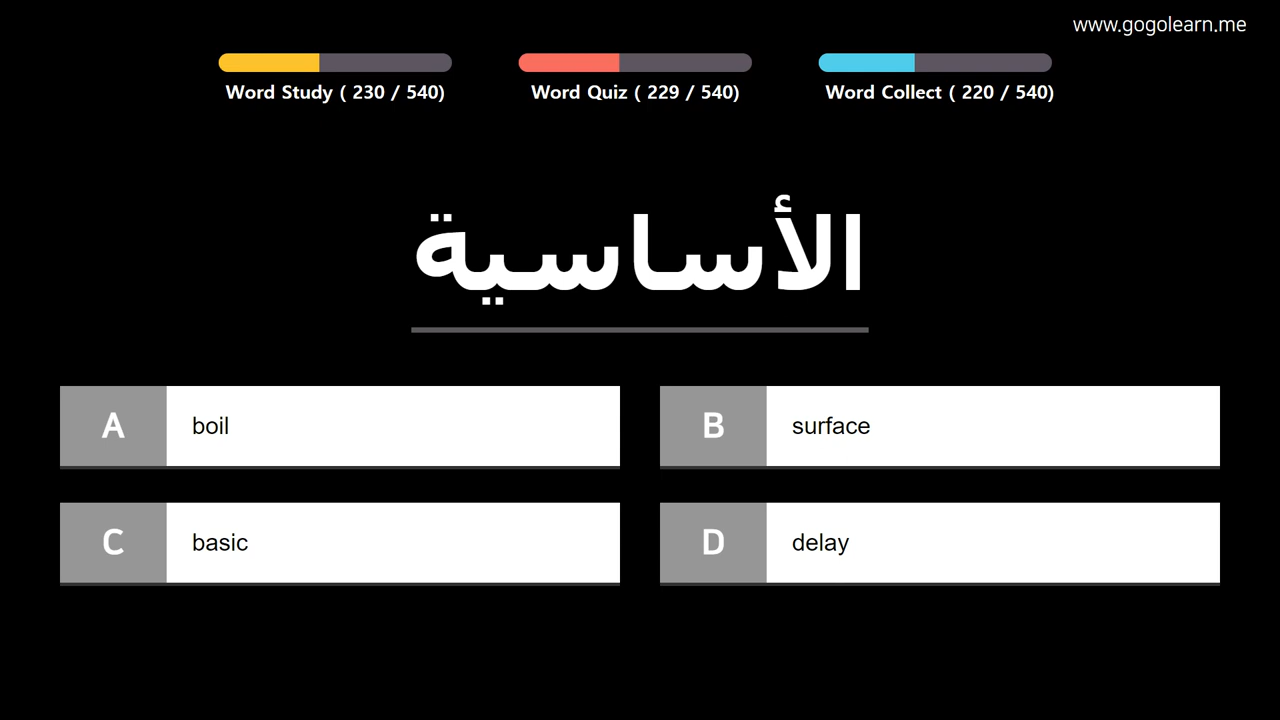 www.gogolearn.me
Word Study ( 230 / 540)
Word Quiz ( 229 / 540)
Word Collect ( 220 / 540)
الأساسية
A boil
B surface
C basic
D delay